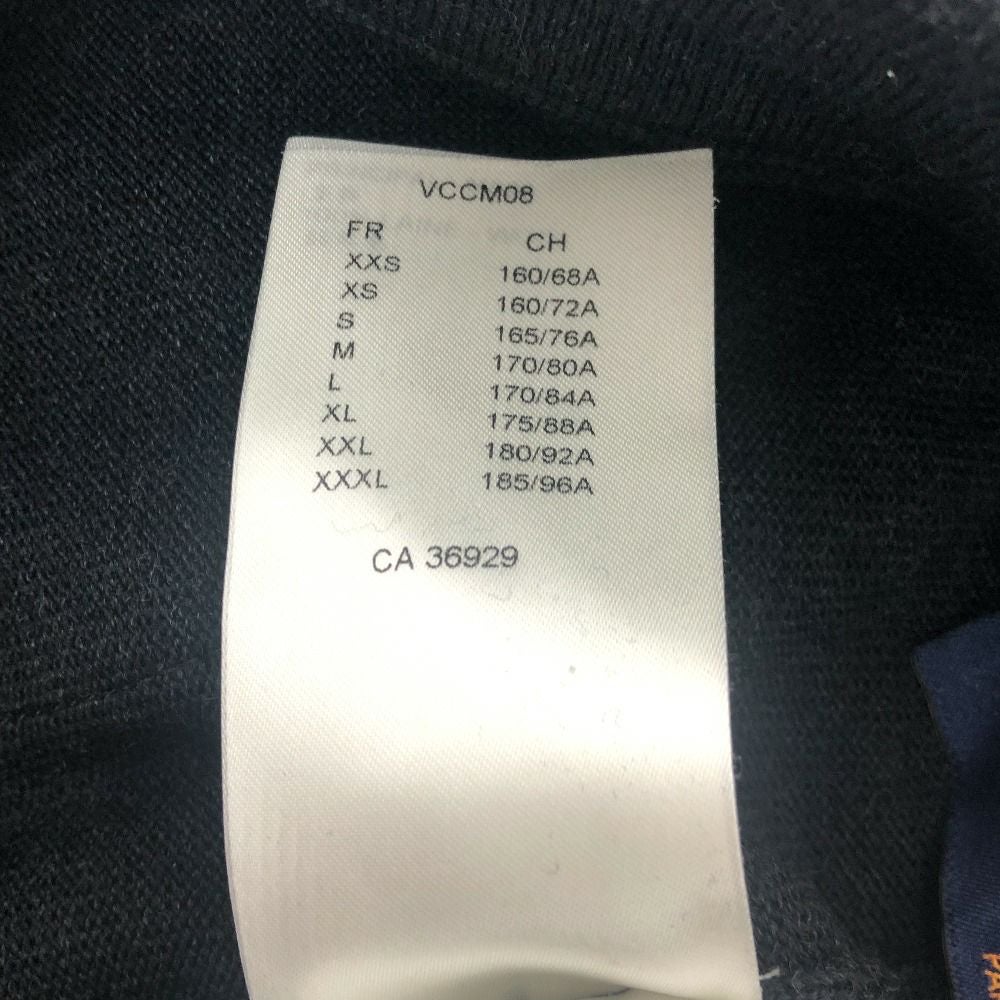 VCCM08
FR CH
XXS 160/68A
XS 160/72A
S 165/76A
M 170/80A
L 170/84A
XL 175/88A
XXL 180/92A
XXXL 185/96A
CA 36929